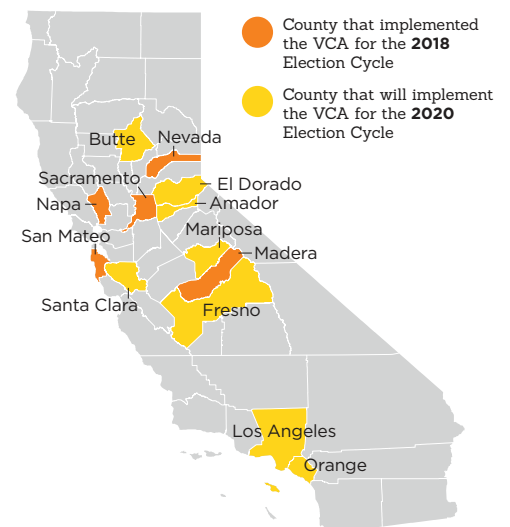 County that implemented
the VCA for the 2018
Election Cycle
County that will implement
the VCA for the 2020
Election Cycle
Butte
Nevada
Sacramento
El Dorado
Napa
Amador
San Mateo
Mariposa
Madera
Santa Clara
Fresno
Los Angeles
Orange